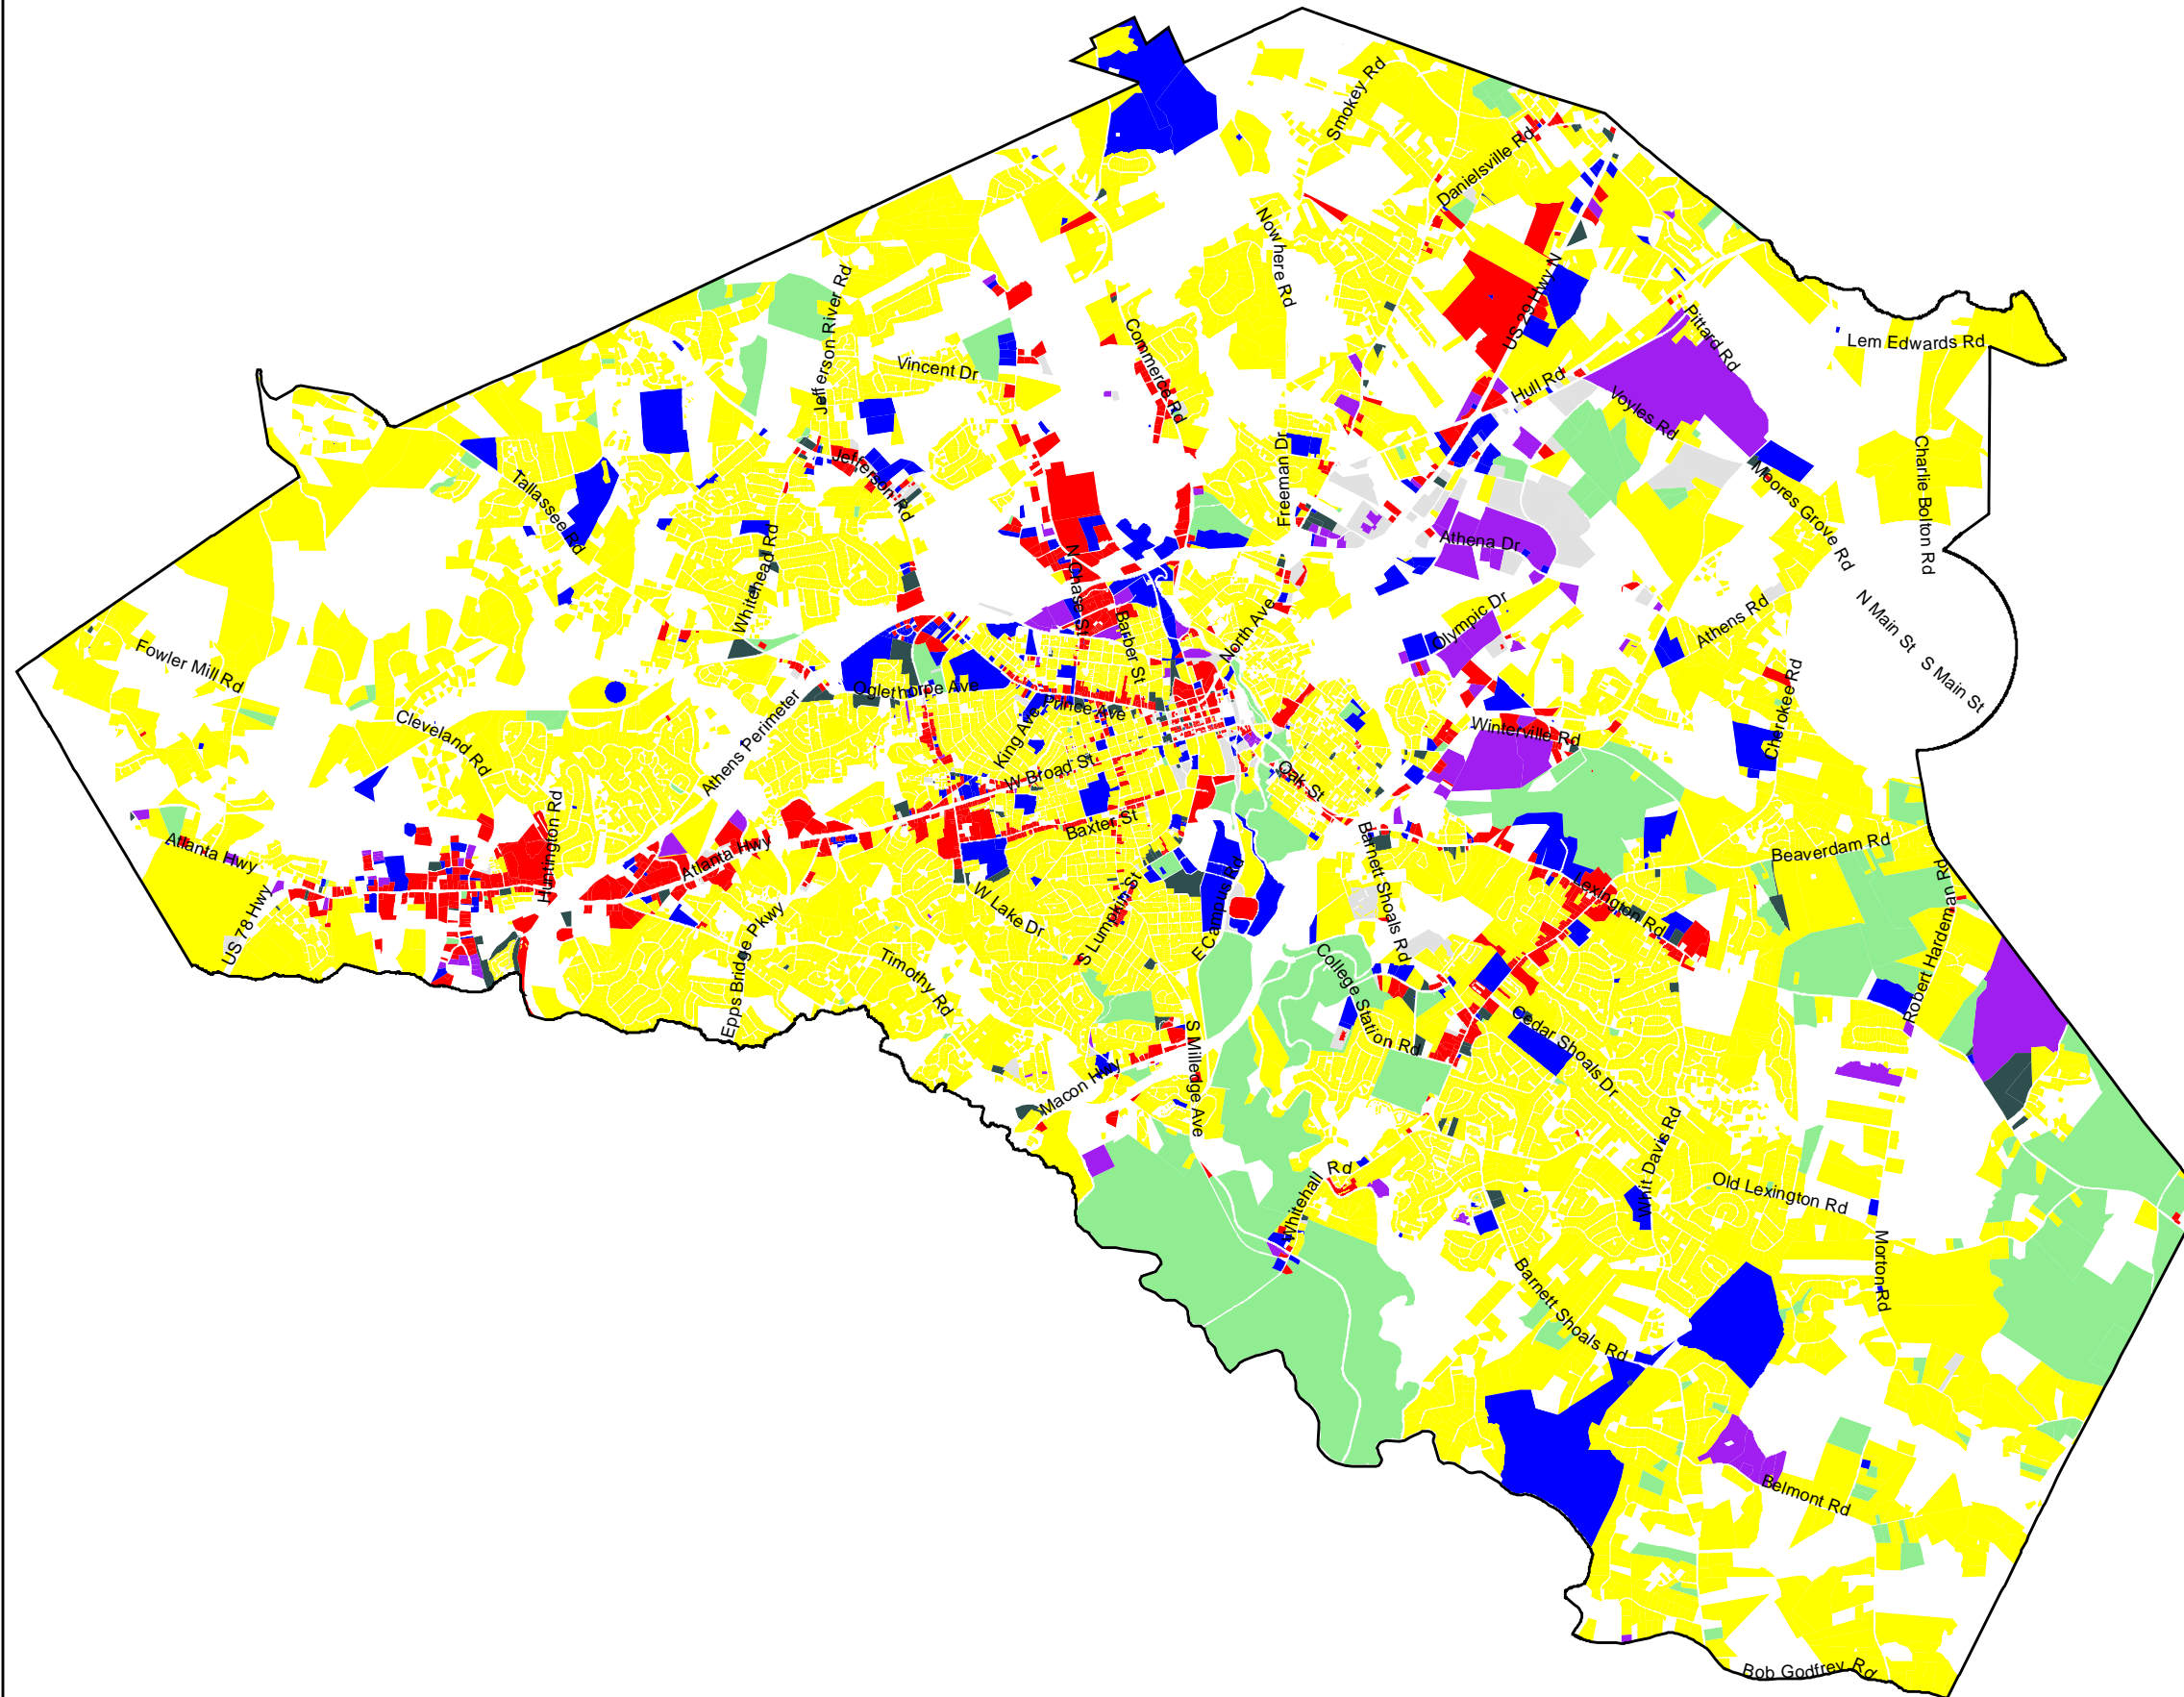 Smokey Rd
Danielsville Rd
Nowhere Rd
Jefferson River Rd
US 29 Hwy N
Pittard Rd
Lem Edwards Rd
Commerce Rd
Vincent Dr
Hull Rd
Voyles Rd
Freeman Dr
Jefferson Rd
Tallassee Rd
Moores Grove Rd
Charlie Bolton Rd
Whitehead Rd
N Chase St
Athena Dr
Barber St
North Ave
Olympic Dr
Athens Rd
N Main St
S Main St
Fowler Mill Rd
Oglethorpe Ave
Prince Ave
Cherokee Rd
Cleveland Rd
Athens Perimeter
King Ave
Winterville Rd
W Broad St
Oak St
Baxter St
Atlanta Hwy
Huntington Rd
Atlanta Hwy
Barnett Shoals Rd
Beaverdam Rd
US 78 Hwy
W Lake Dr
S Lumpkin St
E Campus Rd
Lexington Rd
Robert Hardeman Rd
Epps Bridge Pkwy
Timothy Rd
College Station Rd
Cedar Shoals Dr
Macon Hwy
S Milledge Ave
Whitehall Rd
Whit Davis Rd
Old Lexington Rd
Morton Rd
Barnett Shoals Rd
Belmont Rd
Bob Godfrey Rd